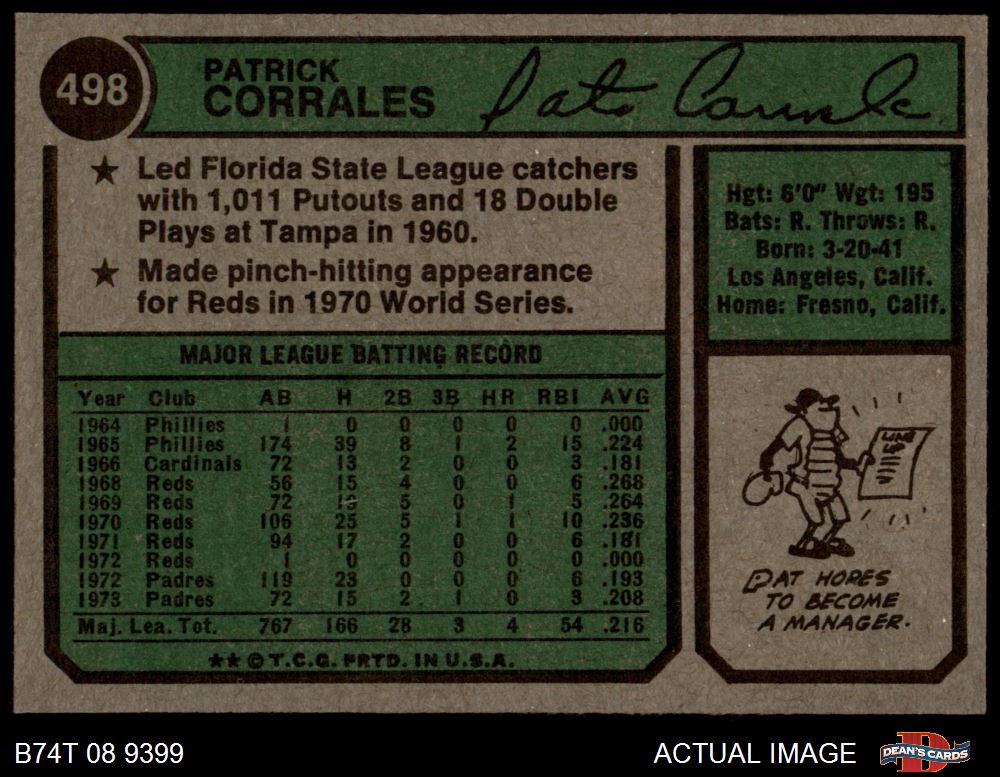 498
PATRICK
CORRALES
Pat Corrales
★ Led Florida State League catchers
with 1,011 Putouts and 18 Double
Plays at Tampa in 1960.
★ Made pinch-hitting appearance
for Reds in 1970 World Series.
Hgt: 6'0" Wgt: 195
Bats: R. Throws: R.
Born: 3-20-41
Los Angeles, Calif.
Home: Fresno, Calif.
MAJOR LEAGUE BATTING RECORD
Year Club AB H 2B 3B HR RBI AVG
1964 Phillies 1 0 0 0 0 0 .000
1965 Phillies 174 39 8 1 2 15 .224
1966 Cardinals 72 13 2 0 0 3 .181
1968 Reds 56 15 4 0 0 6 .268
1969 Reds 72 19 5 0 1 5 .264
1970 Reds 106 25 5 1 1 10 .236
1971 Reds 94 17 2 0 0 6 .181
1972 Reds 1 0 0 0 0 0 .000
1972 Padres 119 23 0 0 0 6 .193
1973 Padres 72 15 2 1 0 3 .208
Maj. Lea. Tot. 767 166 28 3 4 54 .216
★★ © T.C.G. PRTD. IN U.S.A.
LINE
UP
PAT HOPES
TO BECOME
A MANAGER.
B74T 08 9399
ACTUAL IMAGE
DEAN'S CARDS